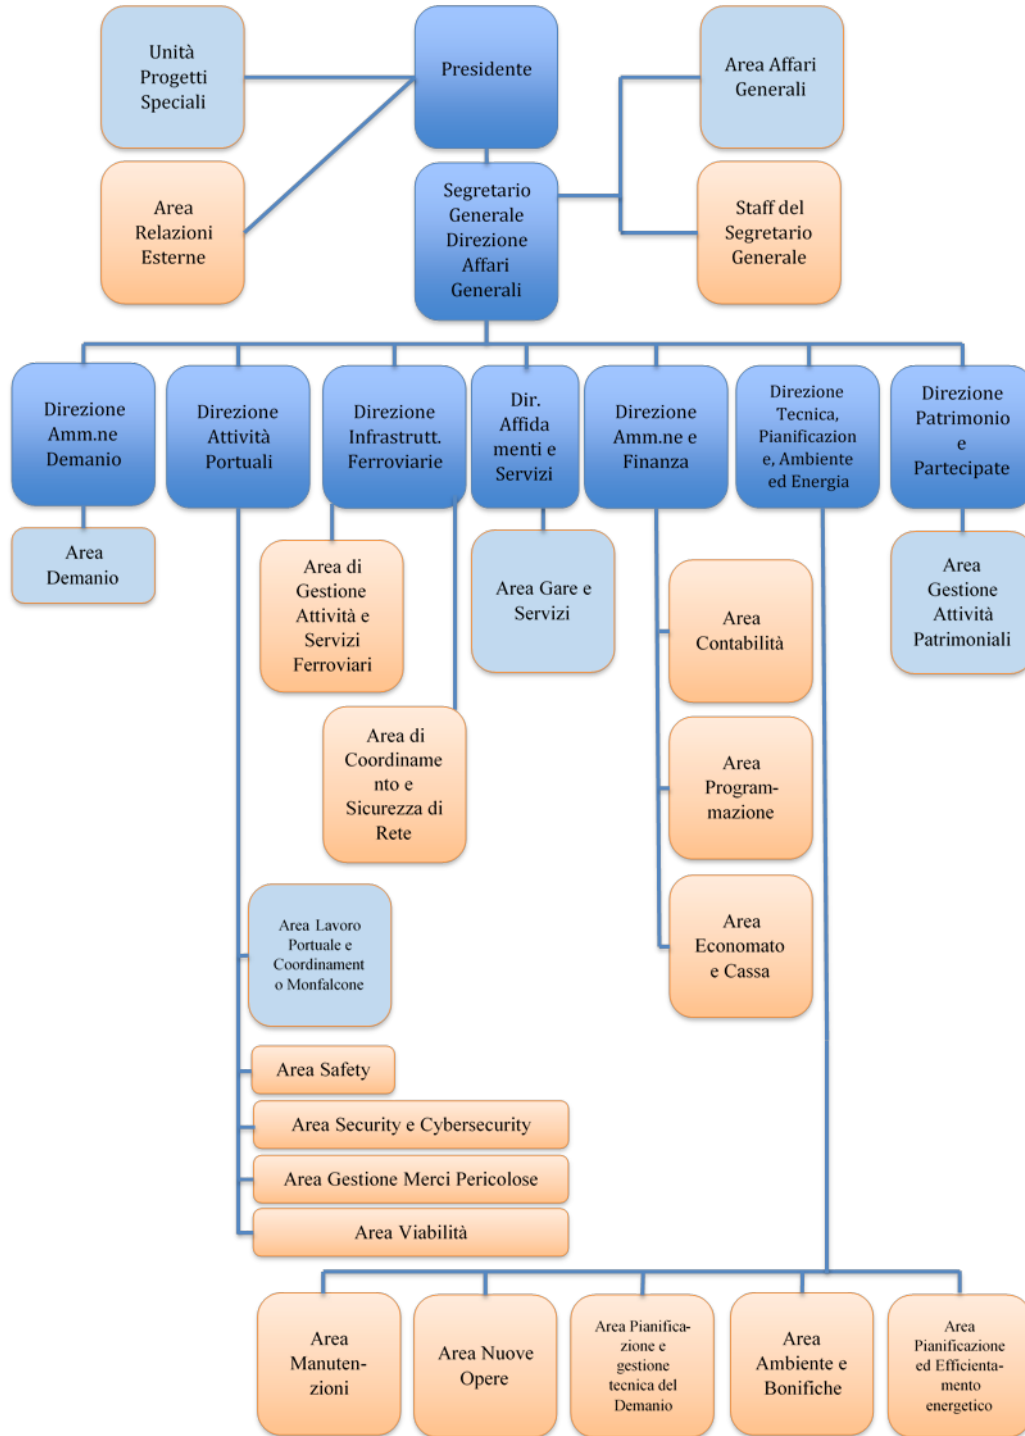 Unità
Progetti
Speciali
Presidente
Area Affari
Generali
Area
Relazioni
Esterne
Segretario
Generale
Direzione
Affari
Generali
Staff del
Segretario
Generale
Direzione
Amm.ne
Demanio
Direzione
Attività
Portuali
Direzione
Infrastrutt.
Ferroviarie
Dir.
Affida
menti e
Servizi
Direzione
Amm.ne e
Finanza
Direzione
Tecnica,
Pianificazion
e, Ambiente
ed Energia
Direzione
Patrimonio
e
Partecipate
Area
Demanio
Area di
Gestione
Attività e
Servizi
Ferroviari
Area Gare e
Servizi
Area
Contabilità
Area
Gestione
Attività
Patrimoniali
Area di
Coordiname
nto e
Sicurezza di
Rete
Area
Program-
mazione
Area Lavoro
Portuale e
Coordinament
o Monfalcone
Area
Economato
e Cassa
Area Safety
Area Security e Cybersecurity
Area Gestione Merci Pericolose
Area Viabilità
Area
Manuten-
zioni
Area Nuove
Opere
Area Pianifica-
zione e
gestione
tecnica del
Demanio
Area
Ambiente e
Bonifiche
Area
Pianificazione
ed Efficienta-
mento
energetico